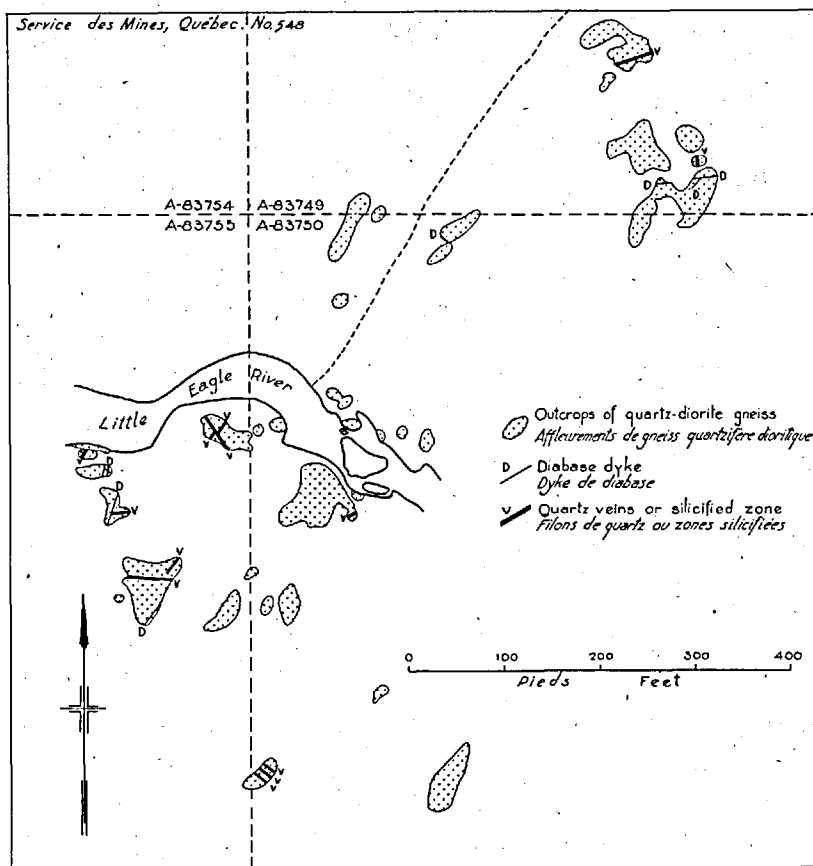 Service des Mines, Québec. No. 548
V
V
D
D
D
A-83754
A-83749
A-83755
A-83750
D
Little Eagle River
V
V
V
V
D
D
V
V
V
V
D
V V V
Outcrops of quartz-diorite gneiss
Affleurements de gneiss quartzifère dioritique
D Diabase dyke
Dyke de diabase
V Quartz veins or silicified zone
Filons de quartz ou zones silicifiées
0 100 200 300 400
Pieds Feet